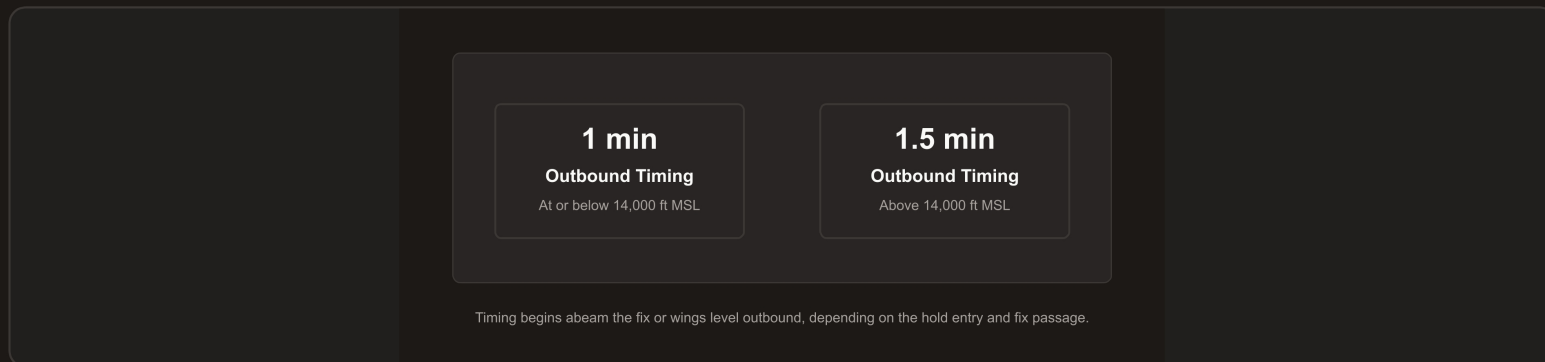 1 min
Outbound Timing
At or below 14,000 ft MSL
1.5 min
Outbound Timing
Above 14,000 ft MSL
Timing begins abeam the fix or wings level outbound, depending on the hold entry and fix passage.